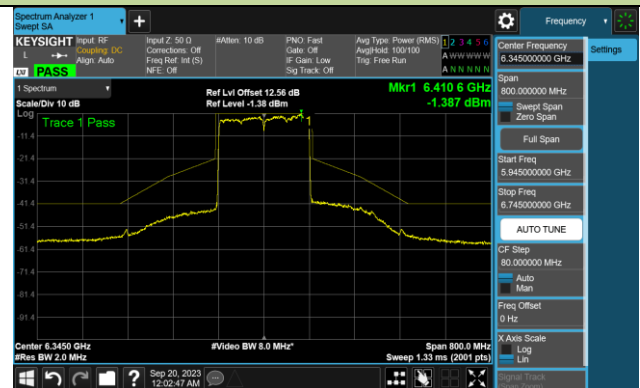 Spectrum Analyzer 1
Swept SA
+
Frequency
KEYSIGHT
L
LXI
PASS
Input: RF
Coupling: DC
Align: Auto
Input Z: 50 Ω
Corrections: Off
Freq Ref: Int (S)
NFE: Off
#Atten: 10 dB
PNO: Fast
Gate: Off
IF Gain: Low
Sig Track: Off
Avg Type: Power (RMS)
Avg|Hold: 100/100
Trig: Free Run
1 2 3 4 5 6
A W W W W W
A N N N N N
1 Spectrum
Scale/Div 10 dB
Log
Ref Lvl Offset 12.56 dB
Ref Level -1.38 dBm
Mkr1 6.410 6 GHz
-1.387 dBm
Trace 1 Pass
1
-11.4
-21.4
-31.4
-41.4
-51.4
-61.4
-71.4
-81.4
-91.4
Center 6.3450 GHz
#Res BW 2.0 MHz
#Video BW 8.0 MHz*
Span 800.0 MHz
Sweep 1.33 ms (2001 pts)
Sep 20, 2023
12:02:47 AM
?
Center Frequency
6.345000000 GHz
Settings
Span
800.000000 MHz
Swept Span
Zero Span
Full Span
Start Freq
5.945000000 GHz
Stop Freq
6.745000000 GHz
AUTO TUNE
CF Step
80.000000 MHz
Auto
Man
Freq Offset
0 Hz
X Axis Scale
Log
Lin
Signal Track
(Span Zoom)